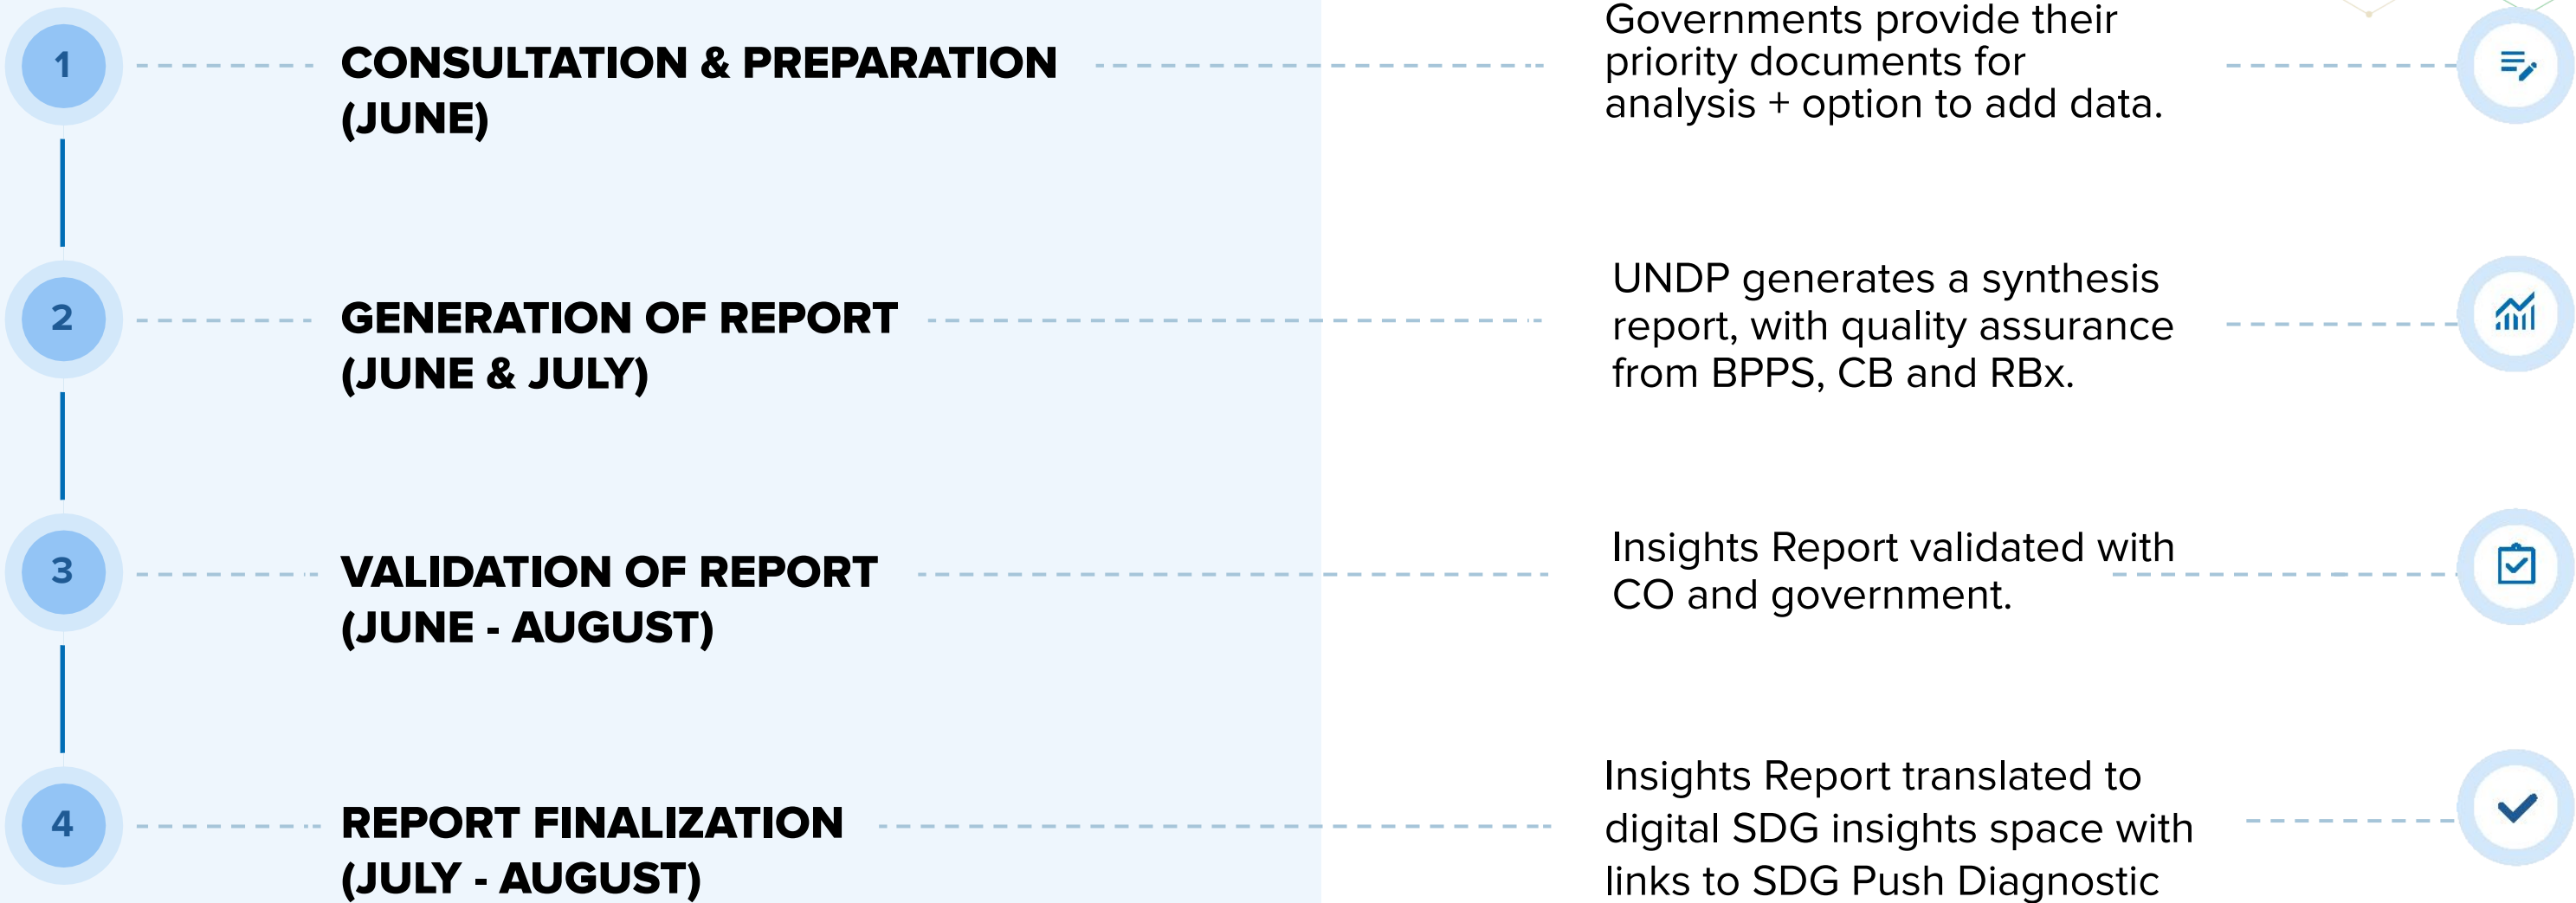 1
CONSULTATION & PREPARATION
(JUNE)
Governments provide their
priority documents for
analysis + option to add data.
2
GENERATION OF REPORT
(JUNE & JULY)
UNDP generates a synthesis
report, with quality assurance
from BPPS, CB and RBx.
3
VALIDATION OF REPORT
(JUNE - AUGUST)
Insights Report validated with
CO and government.
4
REPORT FINALIZATION
(JULY - AUGUST)
Insights Report translated to
digital SDG insights space with
links to SDG Push Diagnostic